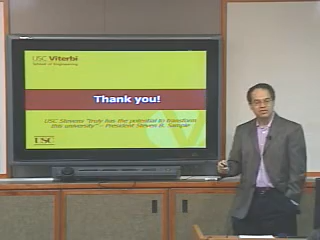 USC Viterbi
School of Engineering
Thank you!
USC Stevens "truly has the potential to transform
this university" – President Steven B. Sample
USC